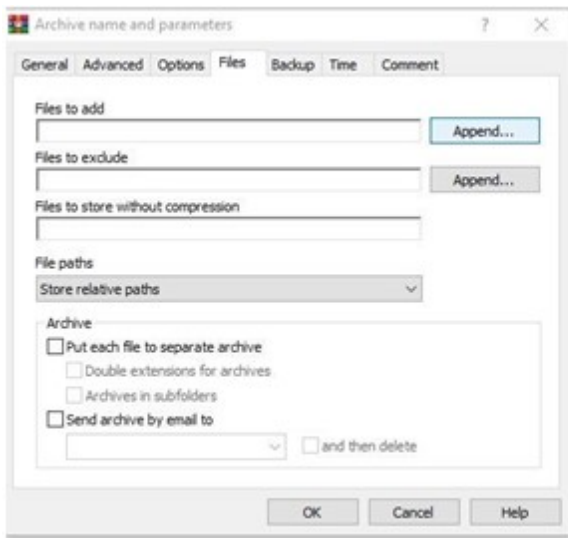 Archive name and parameters ? ×
General Advanced Options Files Backup Time Comment
Files to add
Append...
Files to exclude
Append...
Files to store without compression
File paths
Store relative paths
Archive
Put each file to separate archive
Double extensions for archives
Archives in subfolders
Send archive by email to
and then delete
OK Cancel Help